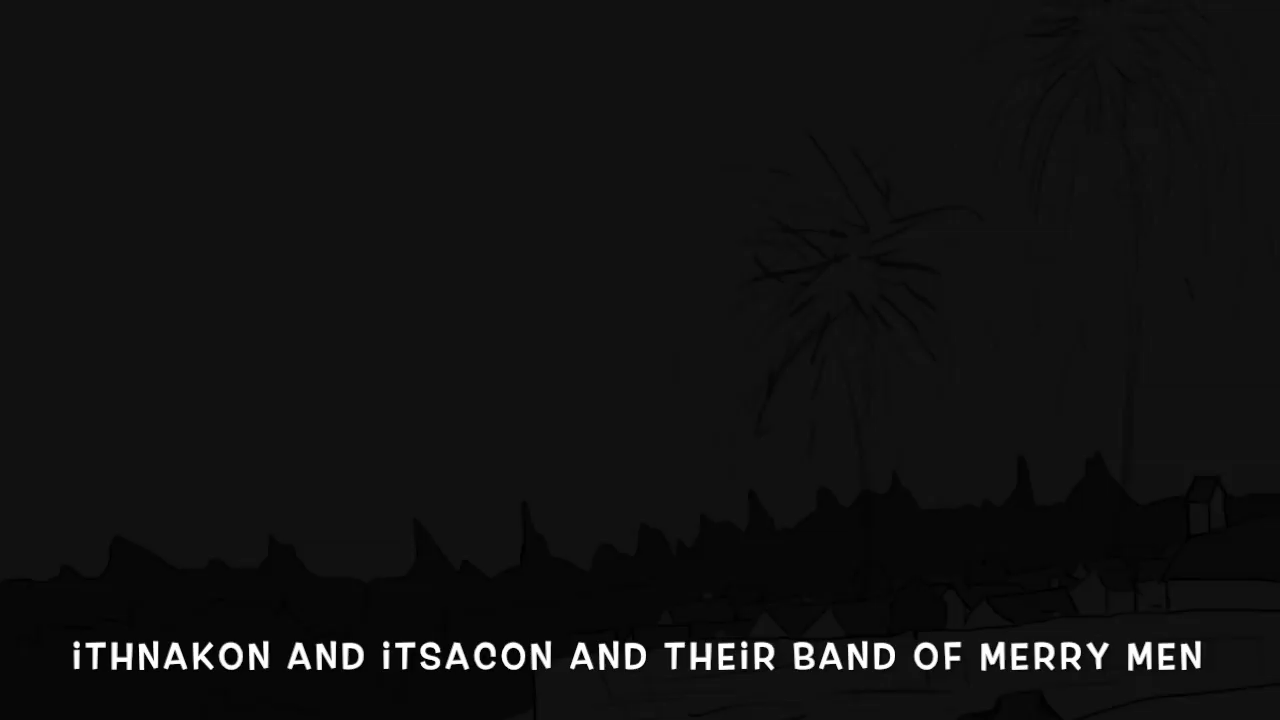 iTHNAKON AND iTSACON AND THEiR BAND OF MERRY MEN